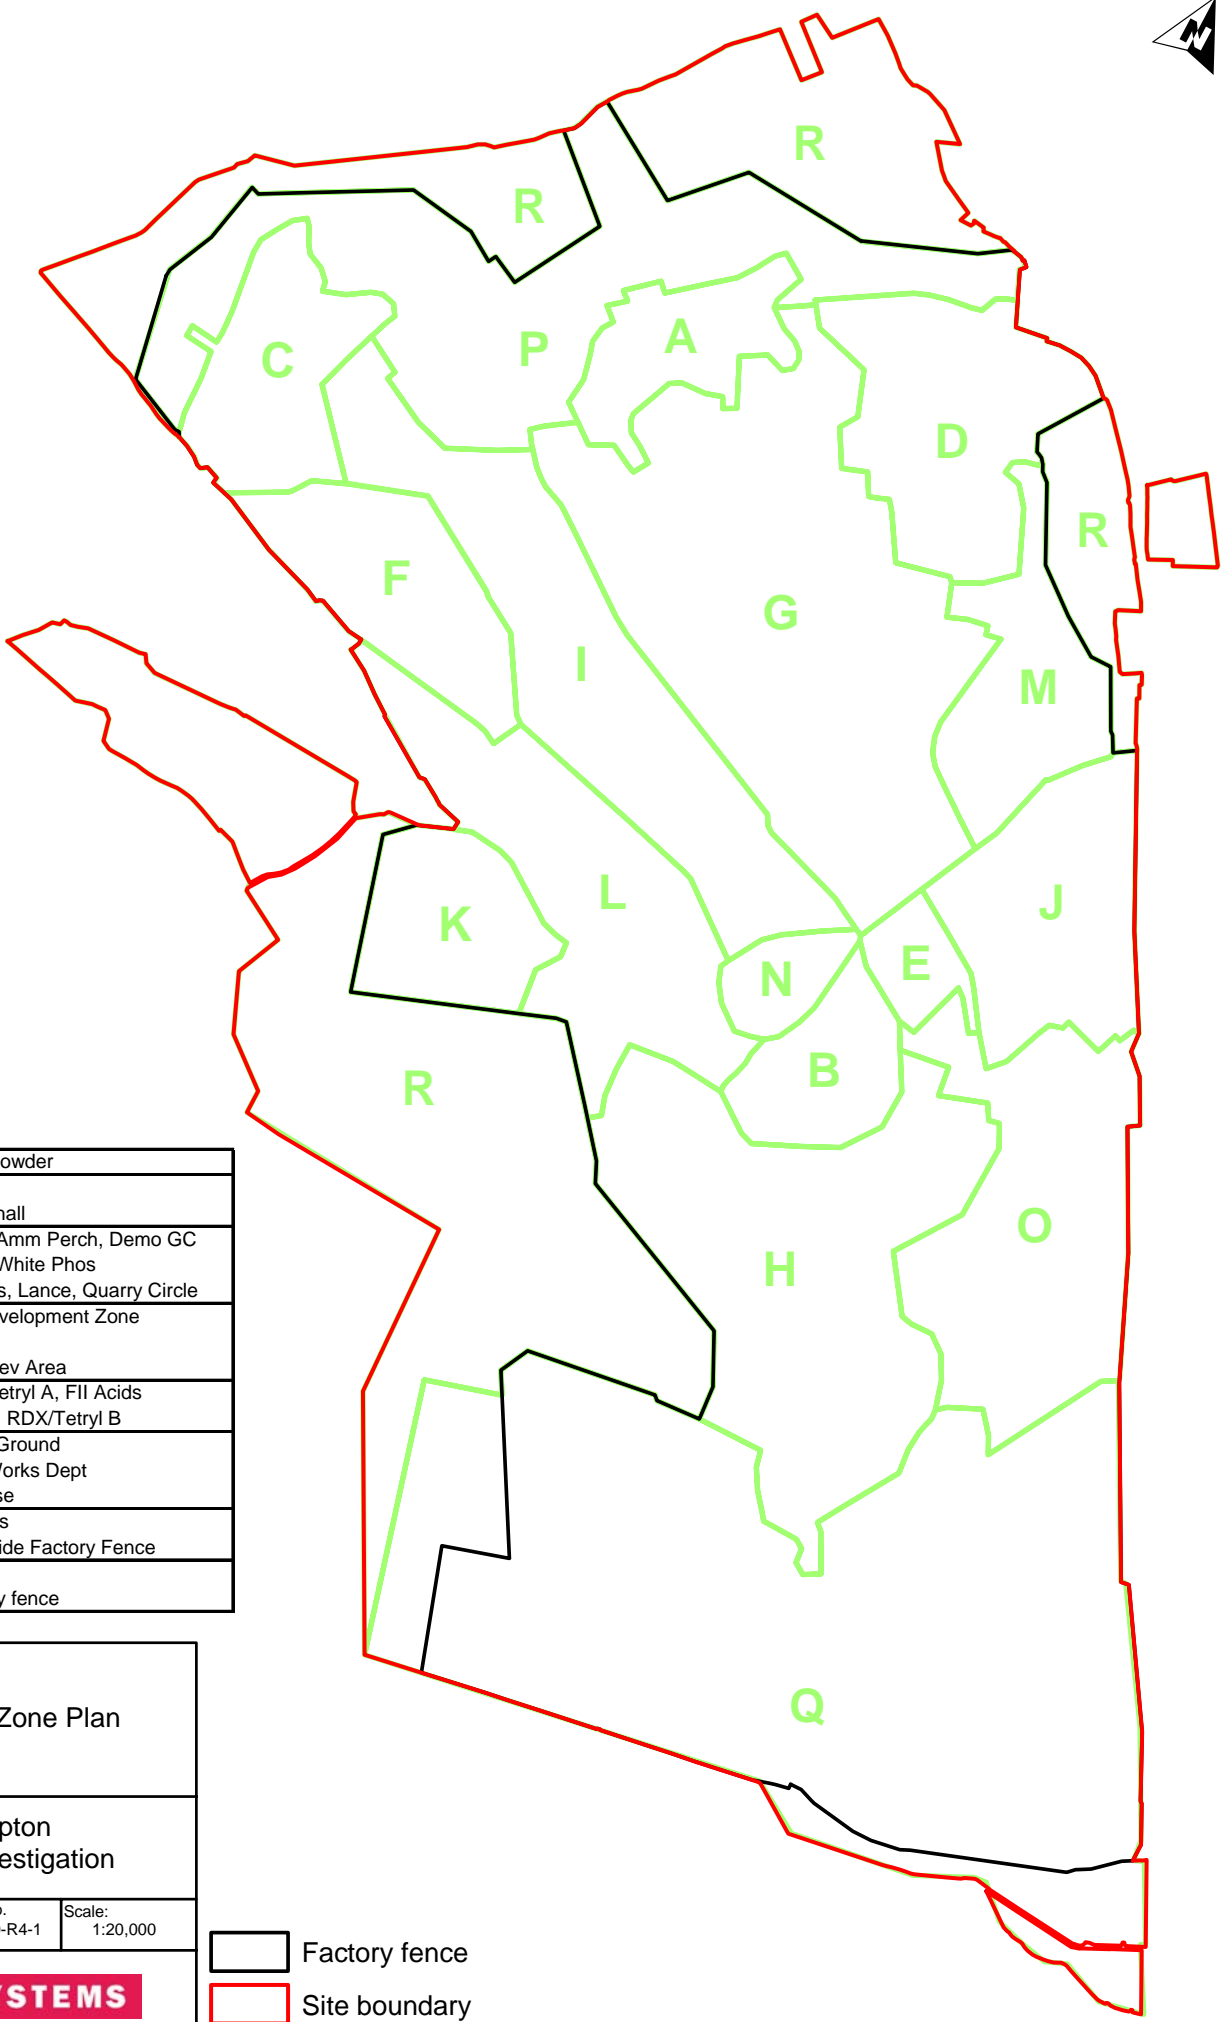 R
R
C
P
A
D
R
F
G
I
M
K
L
J
N
E
B
R
H
O
Q
owder
nall
Amm Perch, Demo GC
White Phos
s, Lance, Quarry Circle
velopment Zone
ev Area
etryl A, FII Acids
RDX/Tetryl B
Ground
Works Dept
se
s
ide Factory Fence
y fence
Zone Plan
pton
estigation
o.
-R4-1
Scale:
1:20,000
YSTEMS
Factory fence
Site boundary
N